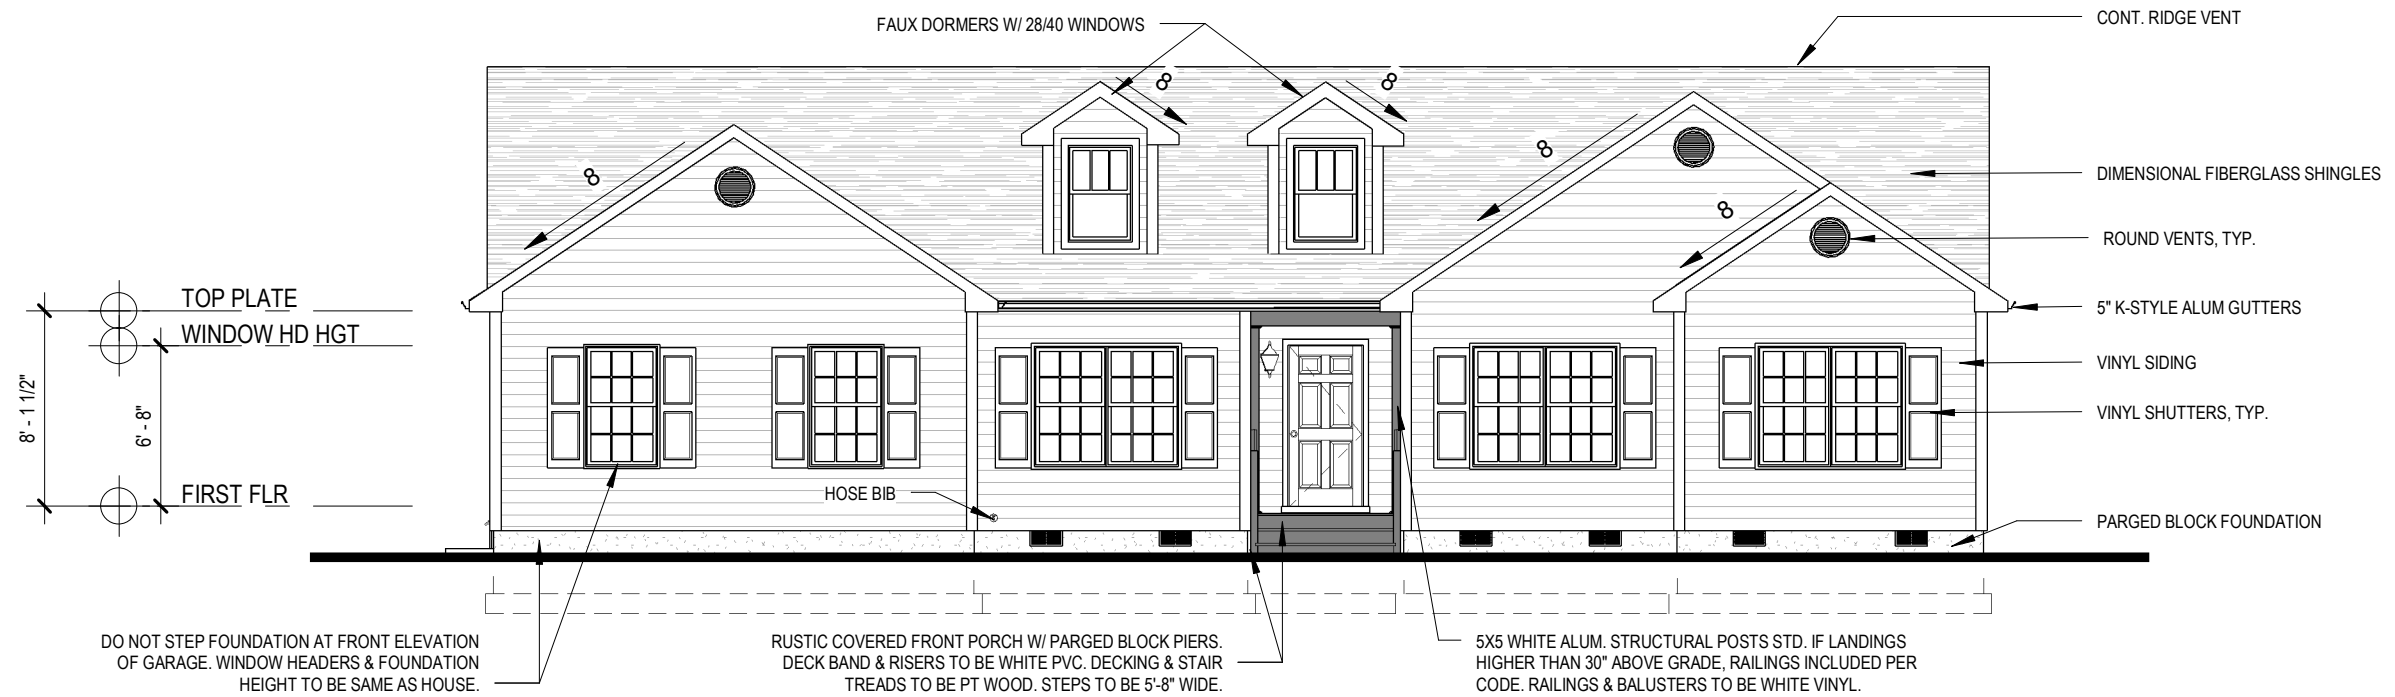 FAUX DORMERS W/ 28/40 WINDOWS
CONT. RIDGE VENT
8
8
8
8
8
DIMENSIONAL FIBERGLASS SHINGLES
ROUND VENTS, TYP.
TOP PLATE
WINDOW HD HGT
5" K-STYLE ALUM GUTTERS
VINYL SIDING
8' - 1 1/2"
6' - 8"
VINYL SHUTTERS, TYP.
FIRST FLR
HOSE BIB
PARGED BLOCK FOUNDATION
DO NOT STEP FOUNDATION AT FRONT ELEVATION
OF GARAGE. WINDOW HEADERS & FOUNDATION
HEIGHT TO BE SAME AS HOUSE.
RUSTIC COVERED FRONT PORCH W/ PARGED BLOCK PIERS.
DECK BAND & RISERS TO BE WHITE PVC. DECKING & STAIR
TREADS TO BE PT WOOD. STEPS TO BE 5'-8" WIDE.
5X5 WHITE ALUM. STRUCTURAL POSTS STD. IF LANDINGS
HIGHER THAN 30" ABOVE GRADE, RAILINGS INCLUDED PER
CODE. RAILINGS & BALUSTERS TO BE WHITE VINYL.